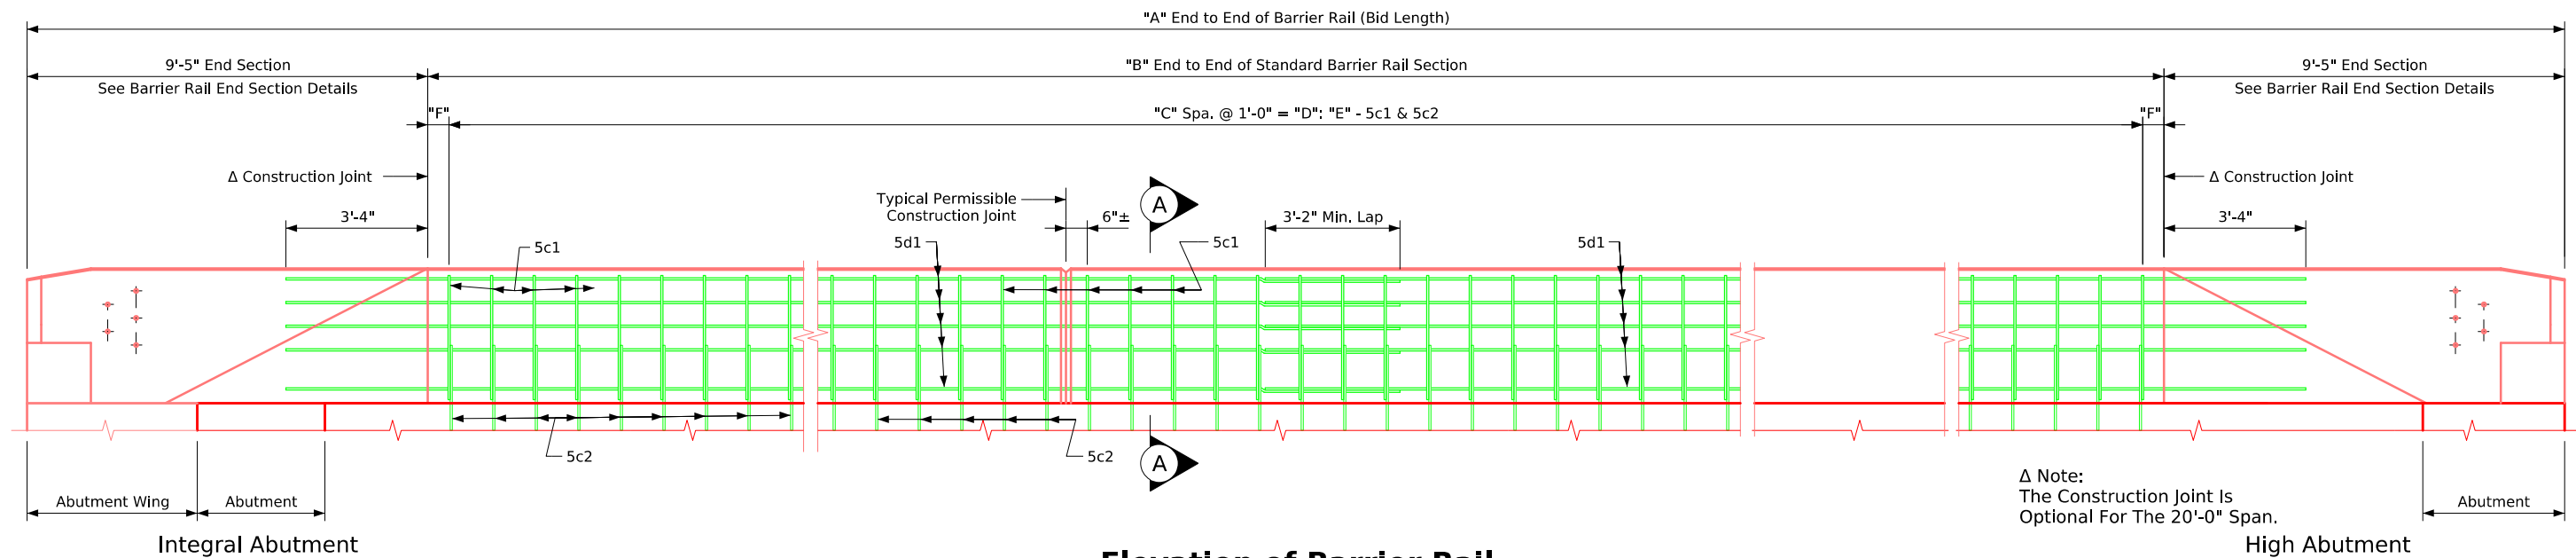 "A" End to End of Barrier Rail (Bid Length)
9'-5" End Section
See Barrier Rail End Section Details
"B" End to End of Standard Barrier Rail Section
9'-5" End Section
See Barrier Rail End Section Details
"F"
"C" Spa. @ 1'-0" = "D": "E" - 5c1 & 5c2
"F"
Δ Construction Joint
Typical Permissible
Construction Joint
A
Δ Construction Joint
3'-4"
6"±
3'-2" Min. Lap
3'-4"
5c1
5d1
5c1
5d1
5c2
5c2
A
Δ Note:
The Construction Joint Is
Optional For The 20'-0" Span.
Abutment Wing
Abutment
Abutment
Integral Abutment
Elevation of Barrier Rail
High Abutment